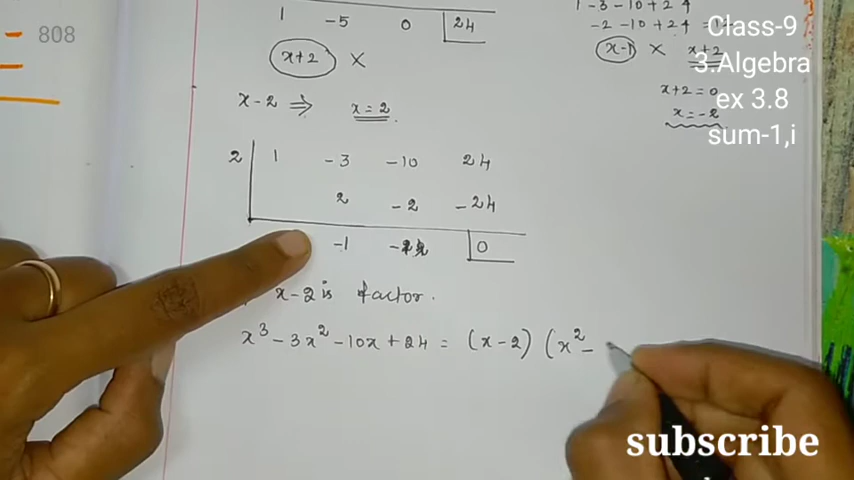 808
1 -5 0 24
x+2 ×
x-2 ⇒ x = 2.
2 1 -3 -10 24
2 -2 -24
-1 0
x-2 is factor.
x³ - 3x² - 10x + 24 = (x-2) (x² -
1 -3 -10 +24
-2 -10 +24
x-1 × x+2
x+2 = 0
x = -2
Class-9
3.Algebra
ex 3.8
sum-1,i
subscribe